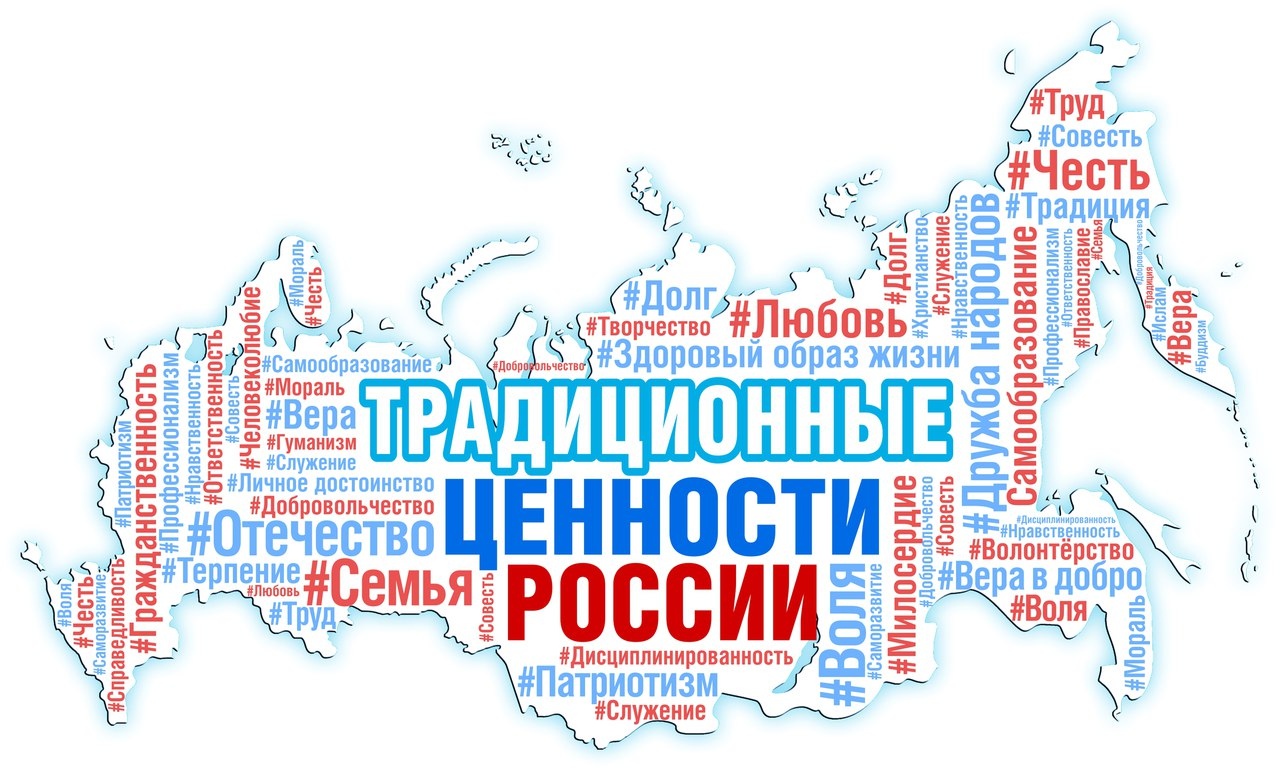 #Труд
#Совесть
#Честь
#Традиция
#Мораль
#Честь
#Долг
#Творчество
#Любовь
#Здоровый образ жизни
#Добровольчество
#Долг
#Христианство
#Служение
#Нравственность
#Дружба народов
#Самообразование
#Профессионализм
#Ответственность
#Православие
#Семья
#Добровольчество
#Традиция
#Ислам
#Вера
#Буддизм
#Патриотизм
#Гражданственность
#Профессионализм
#Нравственность
#Ответственность
#Совесть
#Человеколюбие
#Самообразование
#Мораль
#Вера
#Гуманизм
#Служение
#Личное достоинство
#Добровольчество
#Отечество
#Терпение
#Любовь
#Семья
#Труд
ТРАДИЦИОННЫЕ
ЦЕННОСТИ
РОССИИ
#Воля
#Честь
#Саморазвитие
#Справедливость
#Совесть
#Дисциплинированность
#Патриотизм
#Служение
#Воля
#Саморазвитие
#Милосердие
#Добровольчество
#Совесть
#Дисциплинированность
#Нравственность
#Волонтёрство
#Вера в добро
#Воля
#Мораль